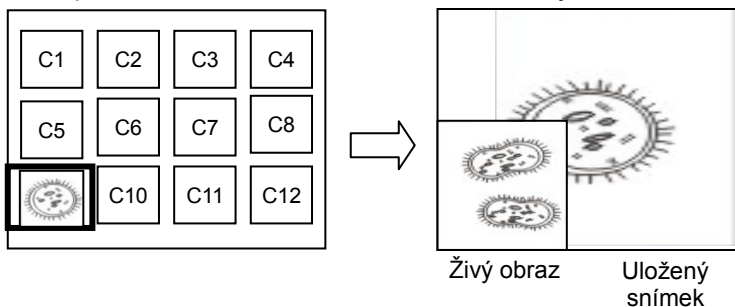 C1 C2 C3 C4
C5 C6 C7 C8
C10 C11 C12
Živý obraz
Uložený
snímek